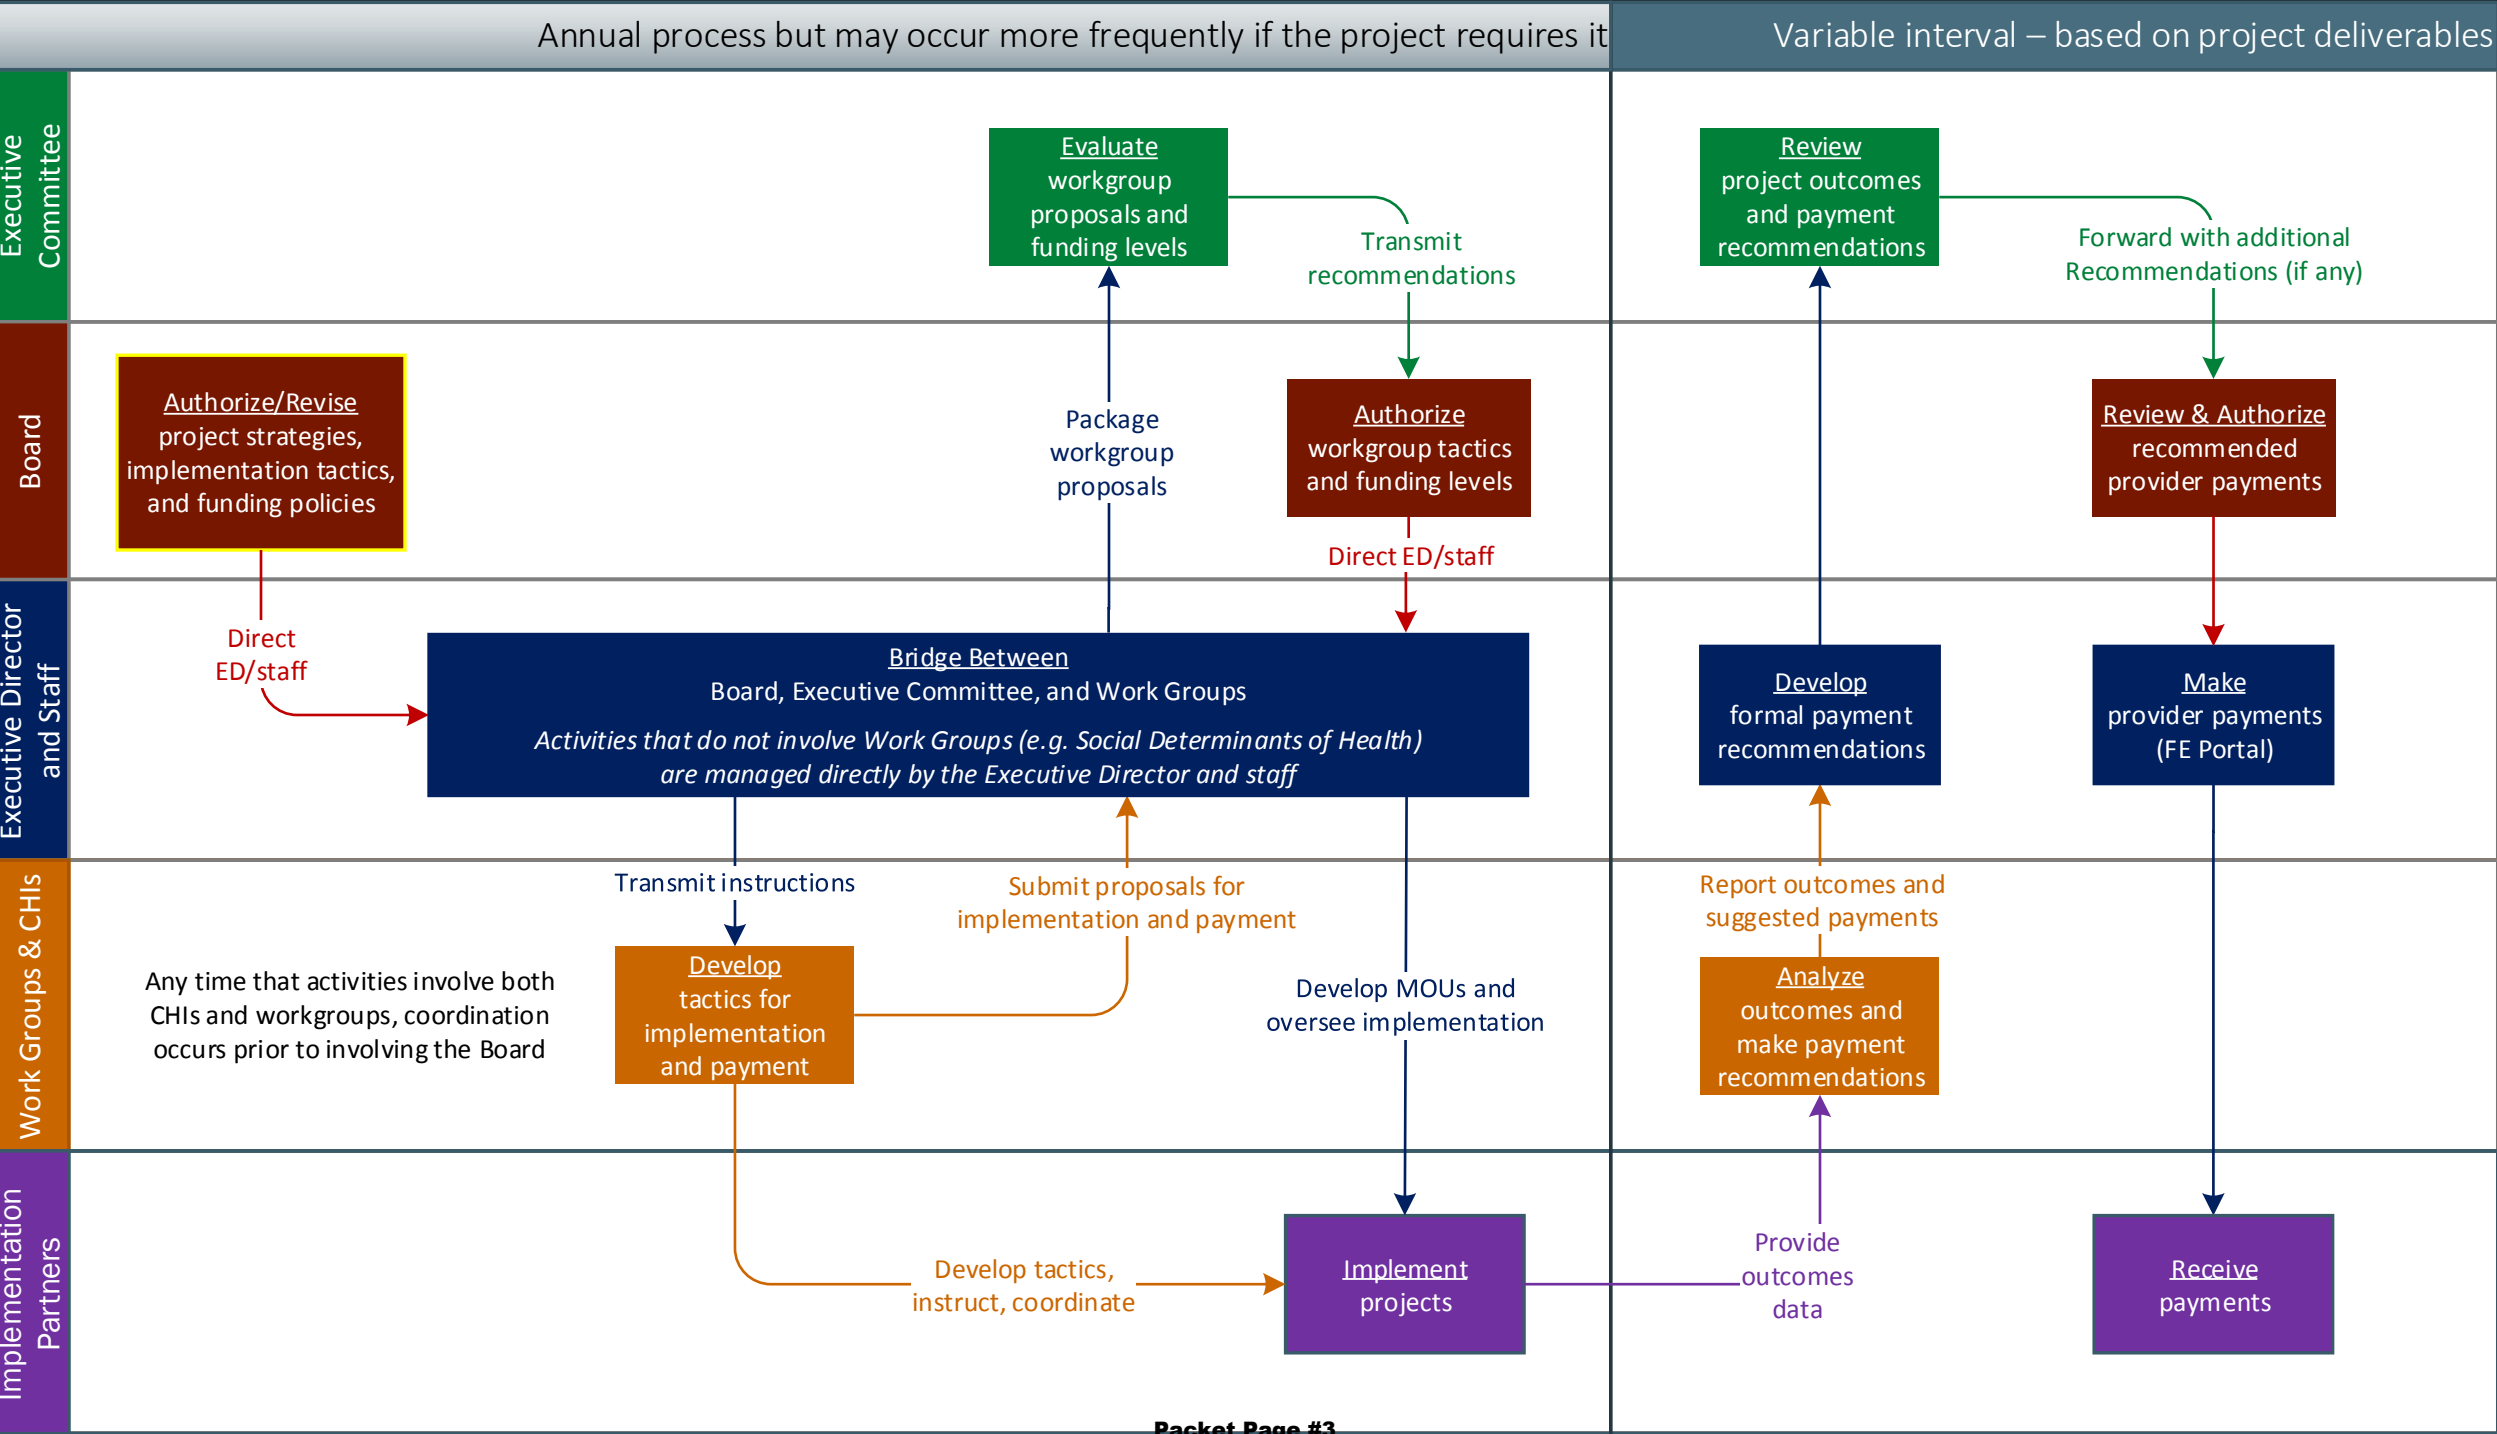 Annual process but may occur more frequently if the project requires it
Variable interval – based on project deliverables
Executive
Committee
Evaluate
workgroup
proposals and
funding levels
Transmit
recommendations
Review
project outcomes
and payment
recommendations
Forward with additional
Recommendations (if any)
Board
Authorize/Revise
project strategies,
implementation tactics,
and funding policies
Package
workgroup
proposals
Authorize
workgroup tactics
and funding levels
Direct ED/staff
Review & Authorize
recommended
provider payments
Executive Director
and Staff
Direct
ED/staff
Bridge Between
Board, Executive Committee, and Work Groups
Activities that do not involve Work Groups (e.g. Social Determinants of Health)
are managed directly by the Executive Director and staff
Develop
formal payment
recommendations
Make
provider payments
(FE Portal)
Work Groups & CHIs
Transmit instructions
Submit proposals for
implementation and payment
Report outcomes and
suggested payments
Any time that activities involve both
CHIs and workgroups, coordination
occurs prior to involving the Board
Develop
tactics for
implementation
and payment
Develop MOUs and
oversee implementation
Analyze
outcomes and
make payment
recommendations
Implementation
Partners
Develop tactics,
instruct, coordinate
Implement
projects
Provide
outcomes
data
Receive
payments
Packet Page #3